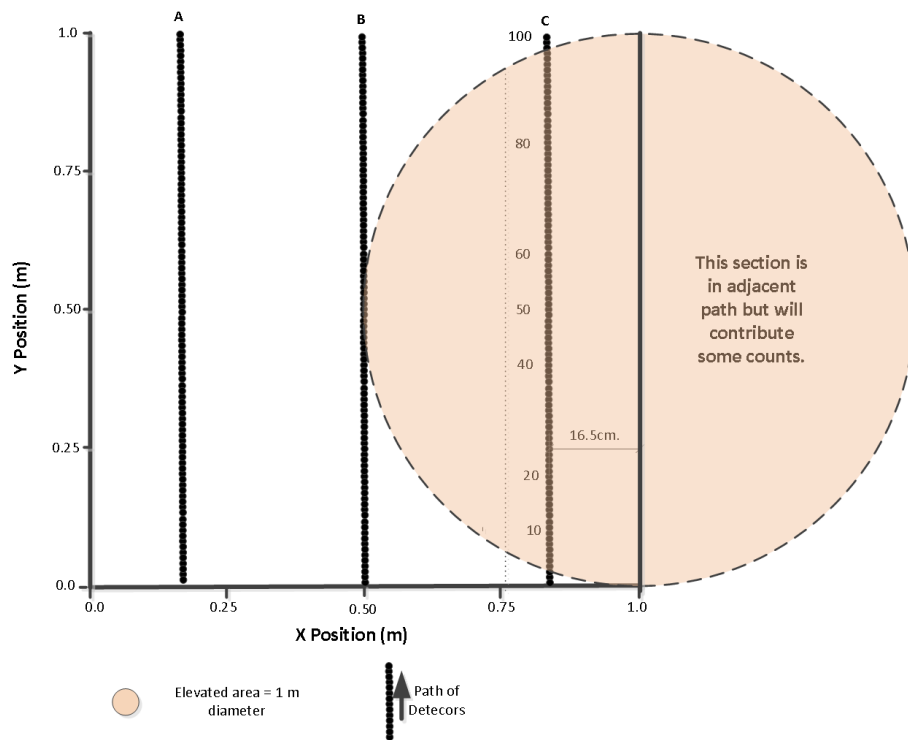 A
B
C
1.0
100
80
0.75
60
This section is
in adjacent
path but will
contribute
some counts.
Y Position (m)
0.50
50
40
16.5cm.
0.25
20
10
0.0
0.0
0.25
0.50
0.75
1.0
X Position (m)
Elevated area = 1 m
diameter
Path of
Detecors